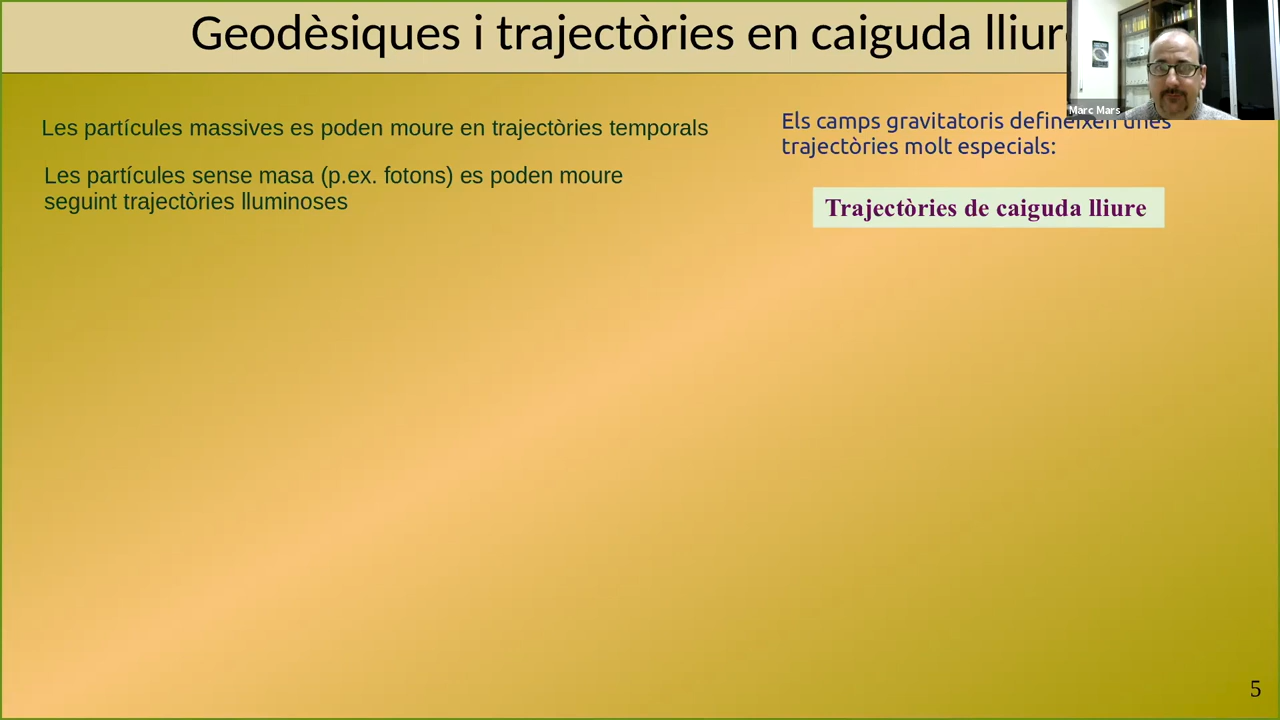 Geodèsiques i trajectòries en caiguda lliure
Marc Mars
Les partícules massives es poden moure en trajectòries temporals
Les partícules sense masa (p.ex. fotons) es poden moure
seguint trajectòries lluminoses
Els camps gravitatoris defineixen unes
trajectòries molt especials:
Trajectòries de caiguda lliure
5